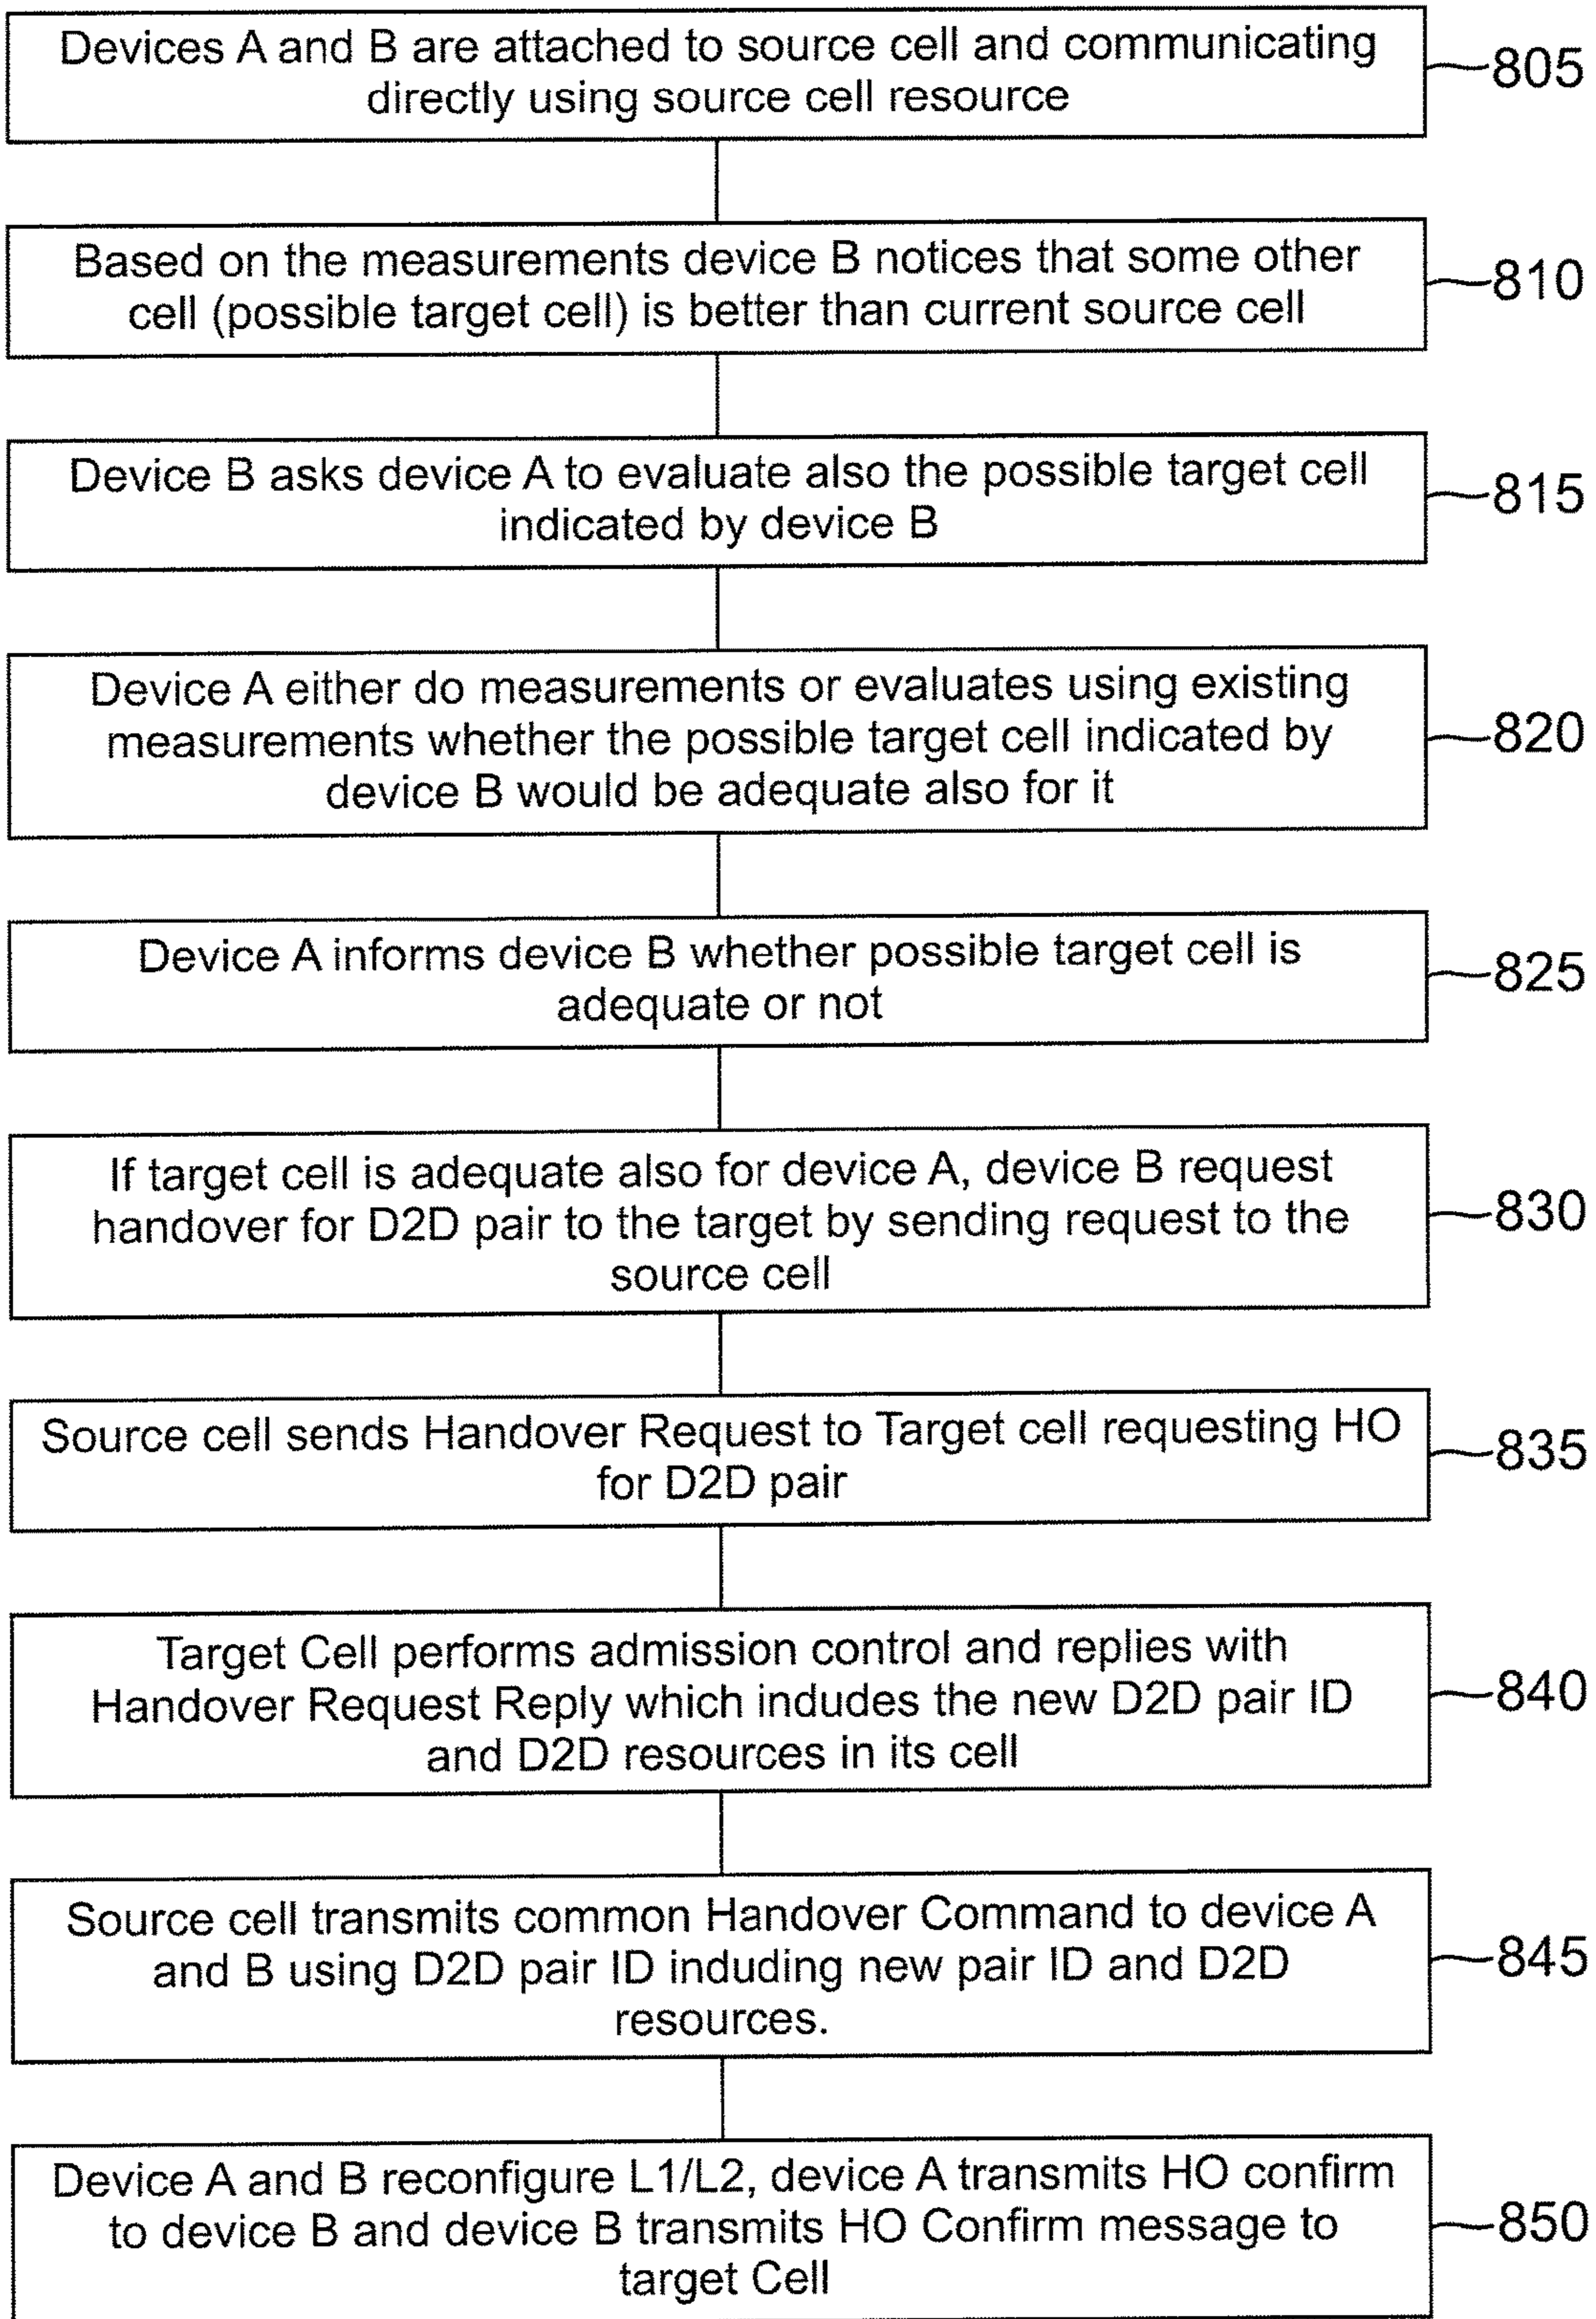 Devices A and B are attached to source cell and communicating
directly using source cell resource
805
Based on the measurements device B notices that some other
cell (possible target cell) is better than current source cell
810
Device B asks device A to evaluate also the possible target cell
indicated by device B
815
Device A either do measurements or evaluates using existing
measurements whether the possible target cell indicated by
device B would be adequate also for it
820
Device A informs device B whether possible target cell is
adequate or not
825
If target cell is adequate also for device A, device B request
handover for D2D pair to the target by sending request to the
source cell
830
Source cell sends Handover Request to Target cell requesting HO
for D2D pair
835
Target Cell performs admission control and replies with
Handover Request Reply which indudes the new D2D pair ID
and D2D resources in its cell
840
Source cell transmits common Handover Command to device A
and B using D2D pair ID induding new pair ID and D2D
resources.
845
Device A and B reconfigure L1/L2, device A transmits HO confirm
to device B and device B transmits HO Confirm message to
target Cell
850